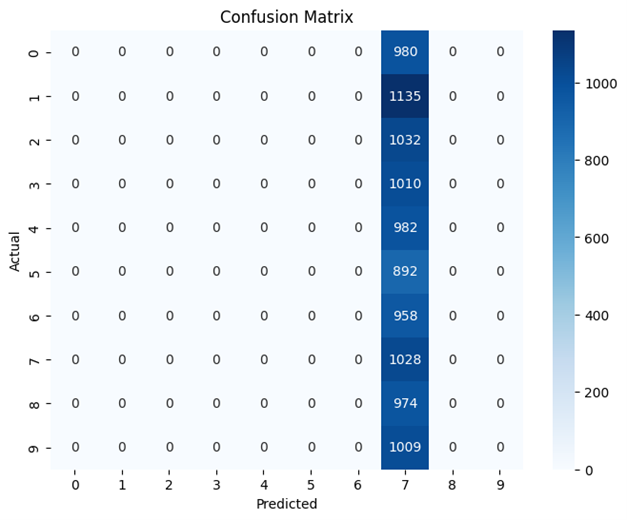 Confusion Matrix
0 0 0 0 0 0 0 0 980 0 0
1 0 0 0 0 0 0 0 1135 0 0
2 0 0 0 0 0 0 0 1032 0 0
3 0 0 0 0 0 0 0 1010 0 0
4 0 0 0 0 0 0 0 982 0 0
5 0 0 0 0 0 0 0 892 0 0
6 0 0 0 0 0 0 0 958 0 0
7 0 0 0 0 0 0 0 1028 0 0
8 0 0 0 0 0 0 0 974 0 0
9 0 0 0 0 0 0 0 1009 0 0
0 1 2 3 4 5 6 7 8 9
Predicted
Actual
1000
800
600
400
200
0